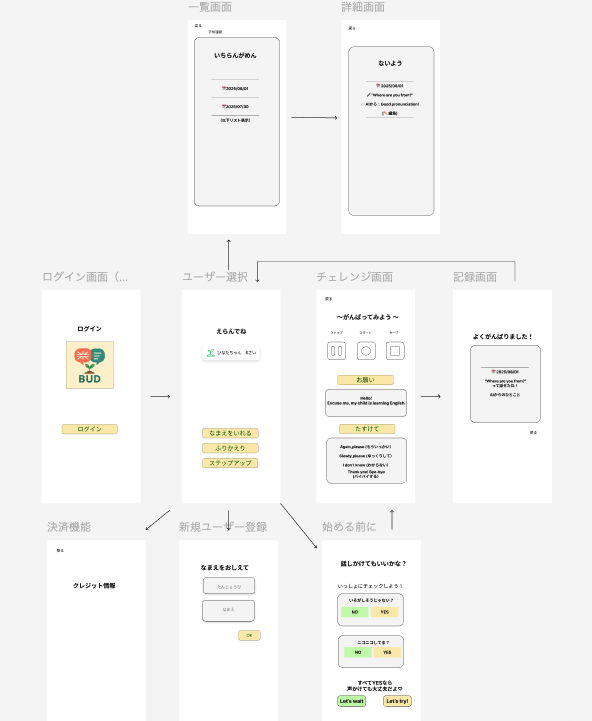 一覧画面
戻る
子供選択
いちらんがめん
📅2025/08/01
📅2025/07/30
(以下リスト表示)
詳細画面
戻る
ないよう
📅2025/08/01
🎤"Where are you from?"
AIから：Good pronunciation!
ログイン画面（...
ログイン
BUD
ログイン
ユーザー選択
えらんでね
ひなたちゃん 6さい
なまえをいれる
ふりかえり
ステップアップ
チャレンジ画面
戻る
〜がんばってみよう〜
ストップ スタート セーブ
お願い
Hello!
Excuse me, my child is learning English.
たすけて
Again,please (もういっかい)
Slowly,please (ゆっくりして)
I don't know (わからない)
Thank you! Bye-bye
(バイバイする)
記録画面
よくがんばりました！
📅2025/08/01
"Where are you from?"
って話せたね！
AIからのひとこと
戻る
決済機能
戻る
クレジット情報
新規ユーザー登録
なまえをおしえて
たんじょうび
なまえ
OK
始める前に
話しかけてもいいかな？
いっしょにチェックしよう！
いそがしそうじゃない？
NO YES
ニコニコしてる？
NO YES
すべてYESなら
声かけても大丈夫だよ♡
Let's wait Let's try!